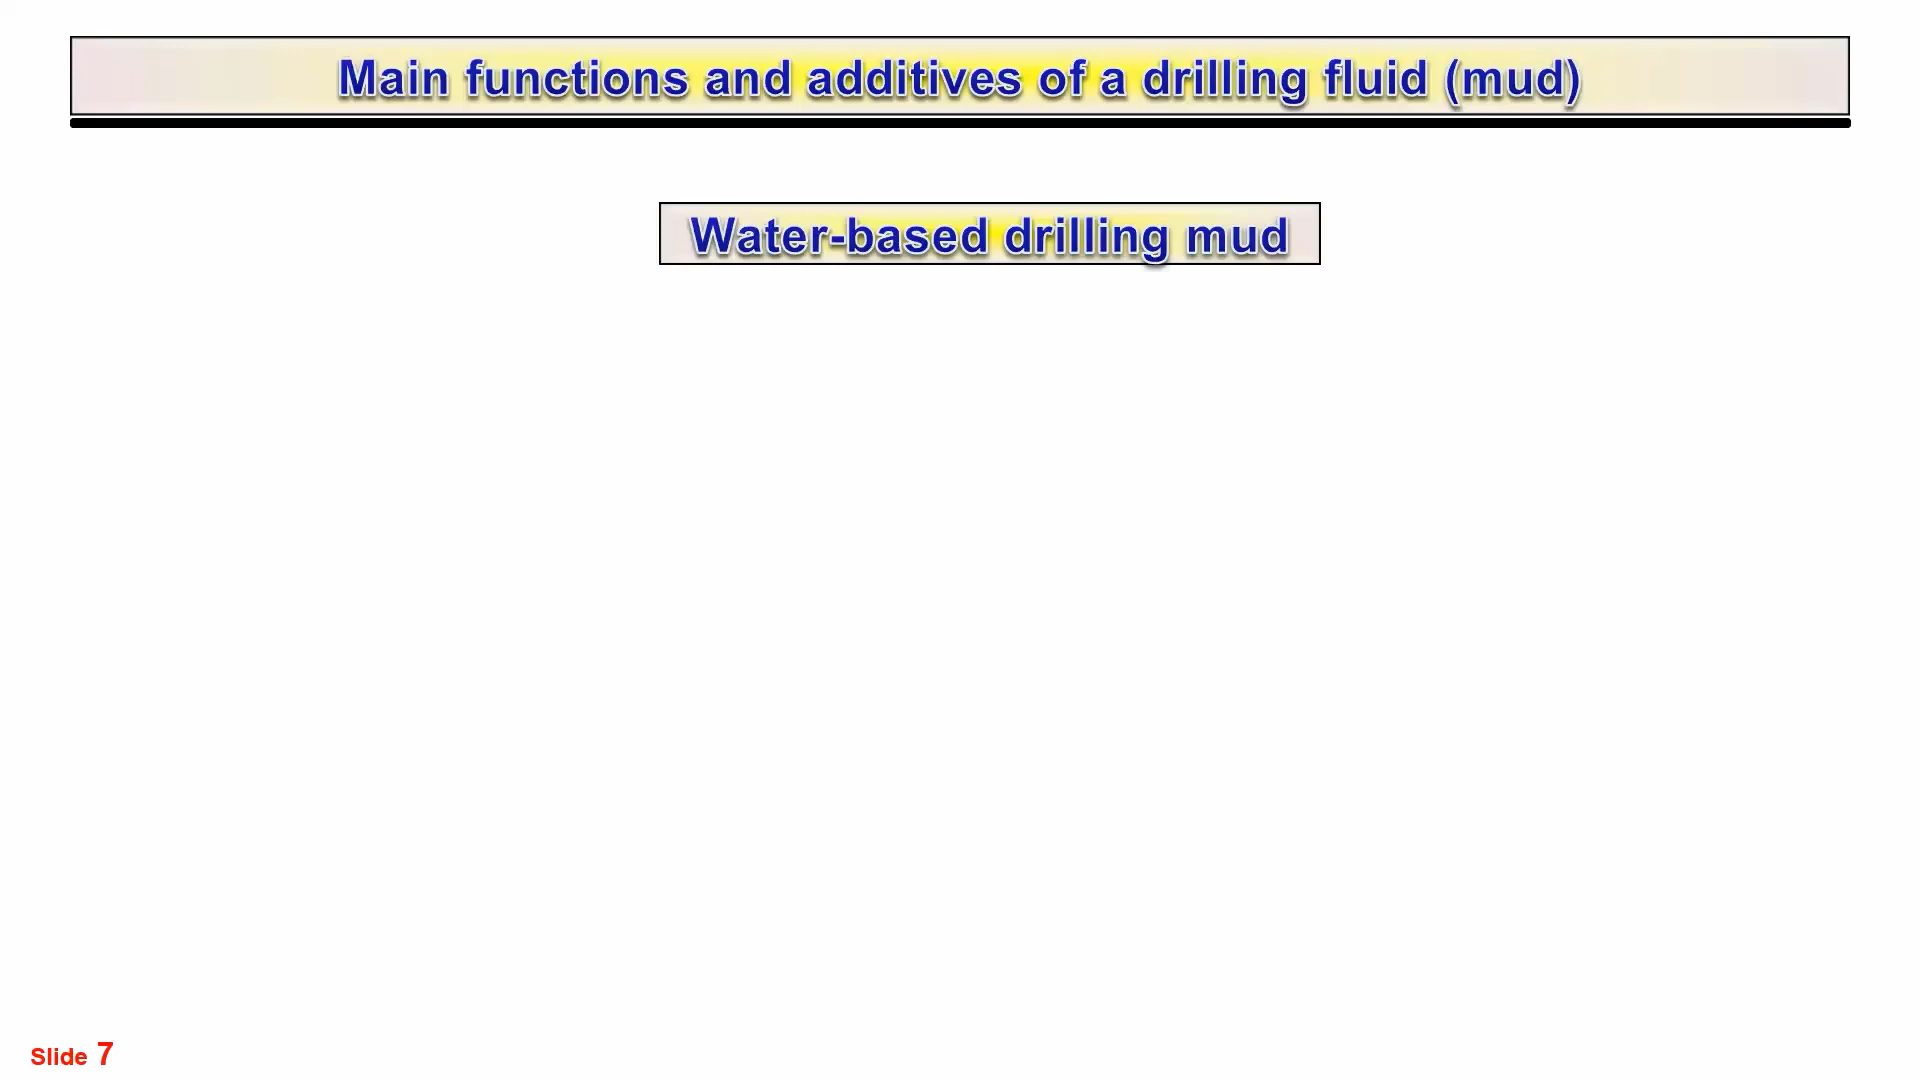 Main functions and additives of a drilling fluid (mud)
Water-based drilling mud
Slide 7